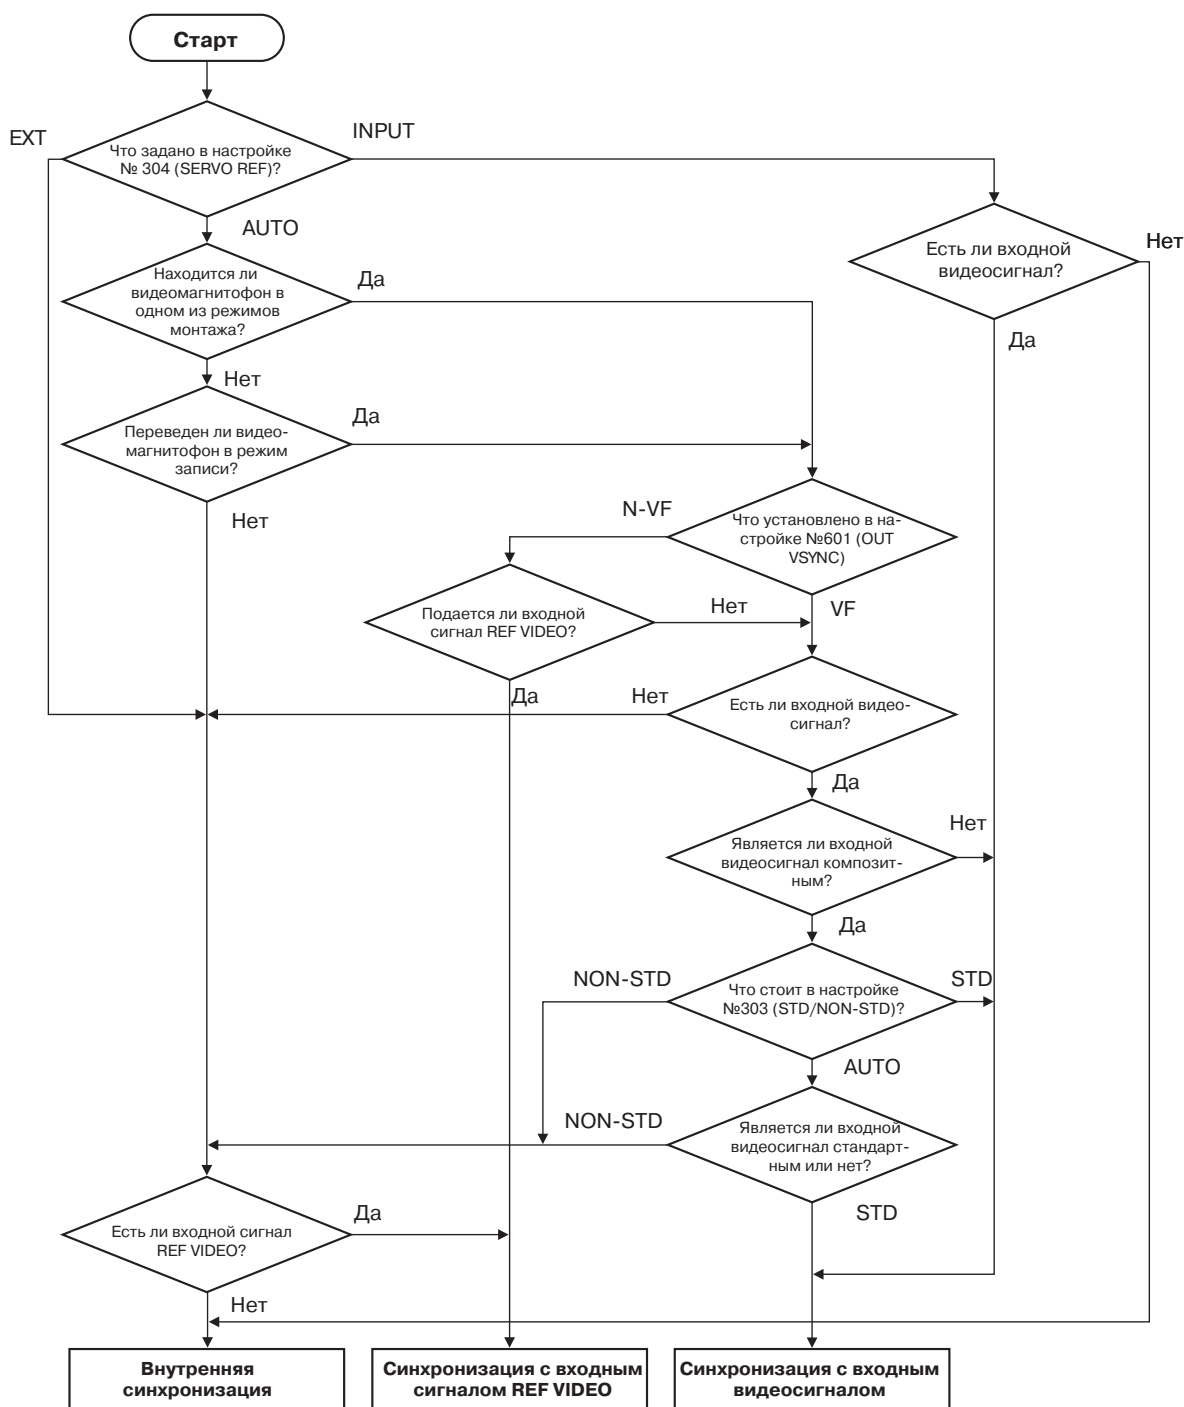 Старт
EXT
INPUT
Что задано в настройке
№ 304 (SERVO REF)?
AUTO
Есть ли входной
видеосигнал?
Нет
Да
Находится ли
видеомагнитофон в
одном из режимов
монтажа?
Да
Нет
Переведен ли видео-
магнитофон в режим
записи?
Да
Нет
N-VF
Что установлено в на-
стройке №601 (OUT
VSYNC)
VF
Подается ли входной
сигнал REF VIDEO?
Нет
Да
Нет
Есть ли входной видео-
сигнал?
Да
Является ли входной
видеосигнал композит-
ным?
Нет
Да
NON-STD
Что стоит в настройке
№303 (STD/NON-STD)?
STD
AUTO
NON-STD
Является ли входной
видеосигнал стандарт-
ным или нет?
STD
Есть ли входной сигнал
REF VIDEO?
Да
Нет
Внутренняя
синхронизация
Синхронизация с входным
сигналом REF VIDEO
Синхронизация с входным
видеосигналом